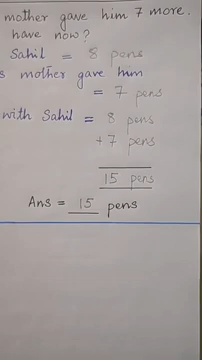 mother gave him 7 more.
have now?
Sahil = 8 pens
s mother gave him
= 7 pens
with Sahil = 8 pens
+ 7 pens
15 pens
Ans = 15 pens